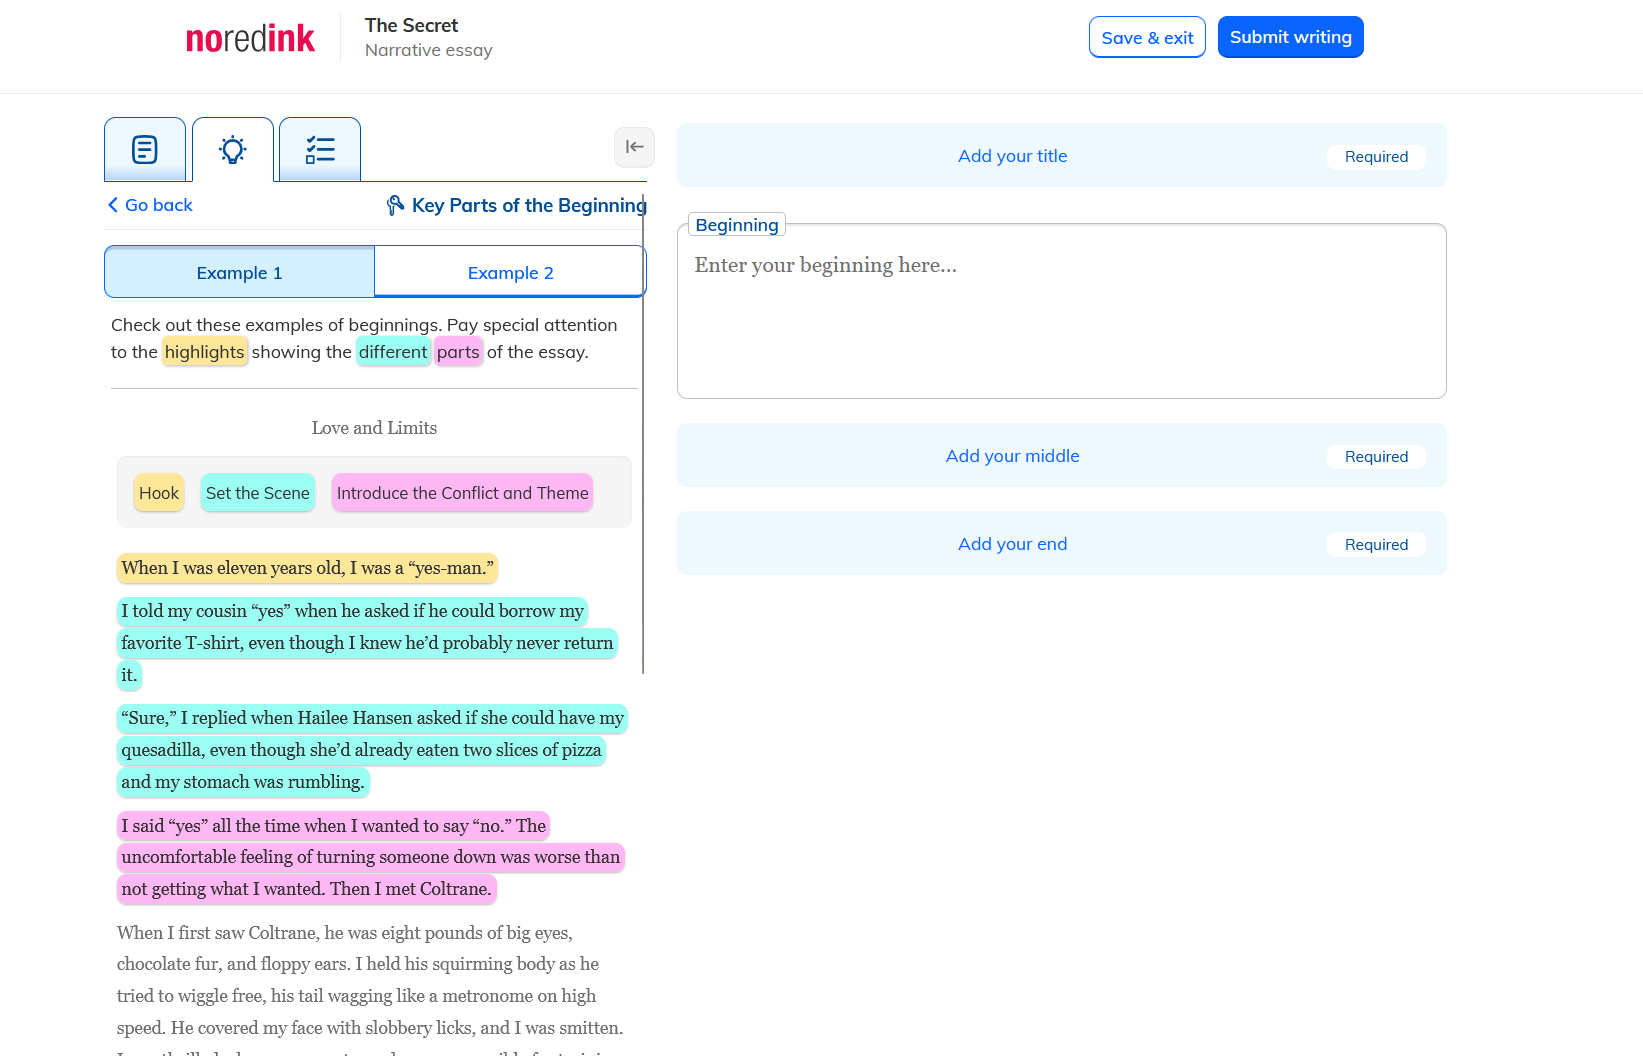 noredink
The Secret
Narrative essay
Save & exit
Submit writing
Go back
Key Parts of the Beginning
Example 1
Example 2
Check out these examples of beginnings. Pay special attention
to the highlights showing the different parts of the essay.
Love and Limits
Hook
Set the Scene
Introduce the Conflict and Theme
When I was eleven years old, I was a “yes-man.”
I told my cousin “yes” when he asked if he could borrow my
favorite T-shirt, even though I knew he’d probably never return
it.
“Sure,” I replied when Hailee Hansen asked if she could have my
quesadilla, even though she’d already eaten two slices of pizza
and my stomach was rumbling.
I said “yes” all the time when I wanted to say “no.” The
uncomfortable feeling of turning someone down was worse than
not getting what I wanted. Then I met Coltrane.
When I first saw Coltrane, he was eight pounds of big eyes,
chocolate fur, and floppy ears. I held his squirming body as he
tried to wiggle free, his tail wagging like a metronome on high
speed. He covered my face with slobbery licks, and I was smitten.
Add your title
Required
Beginning
Enter your beginning here...
Add your middle
Required
Add your end
Required